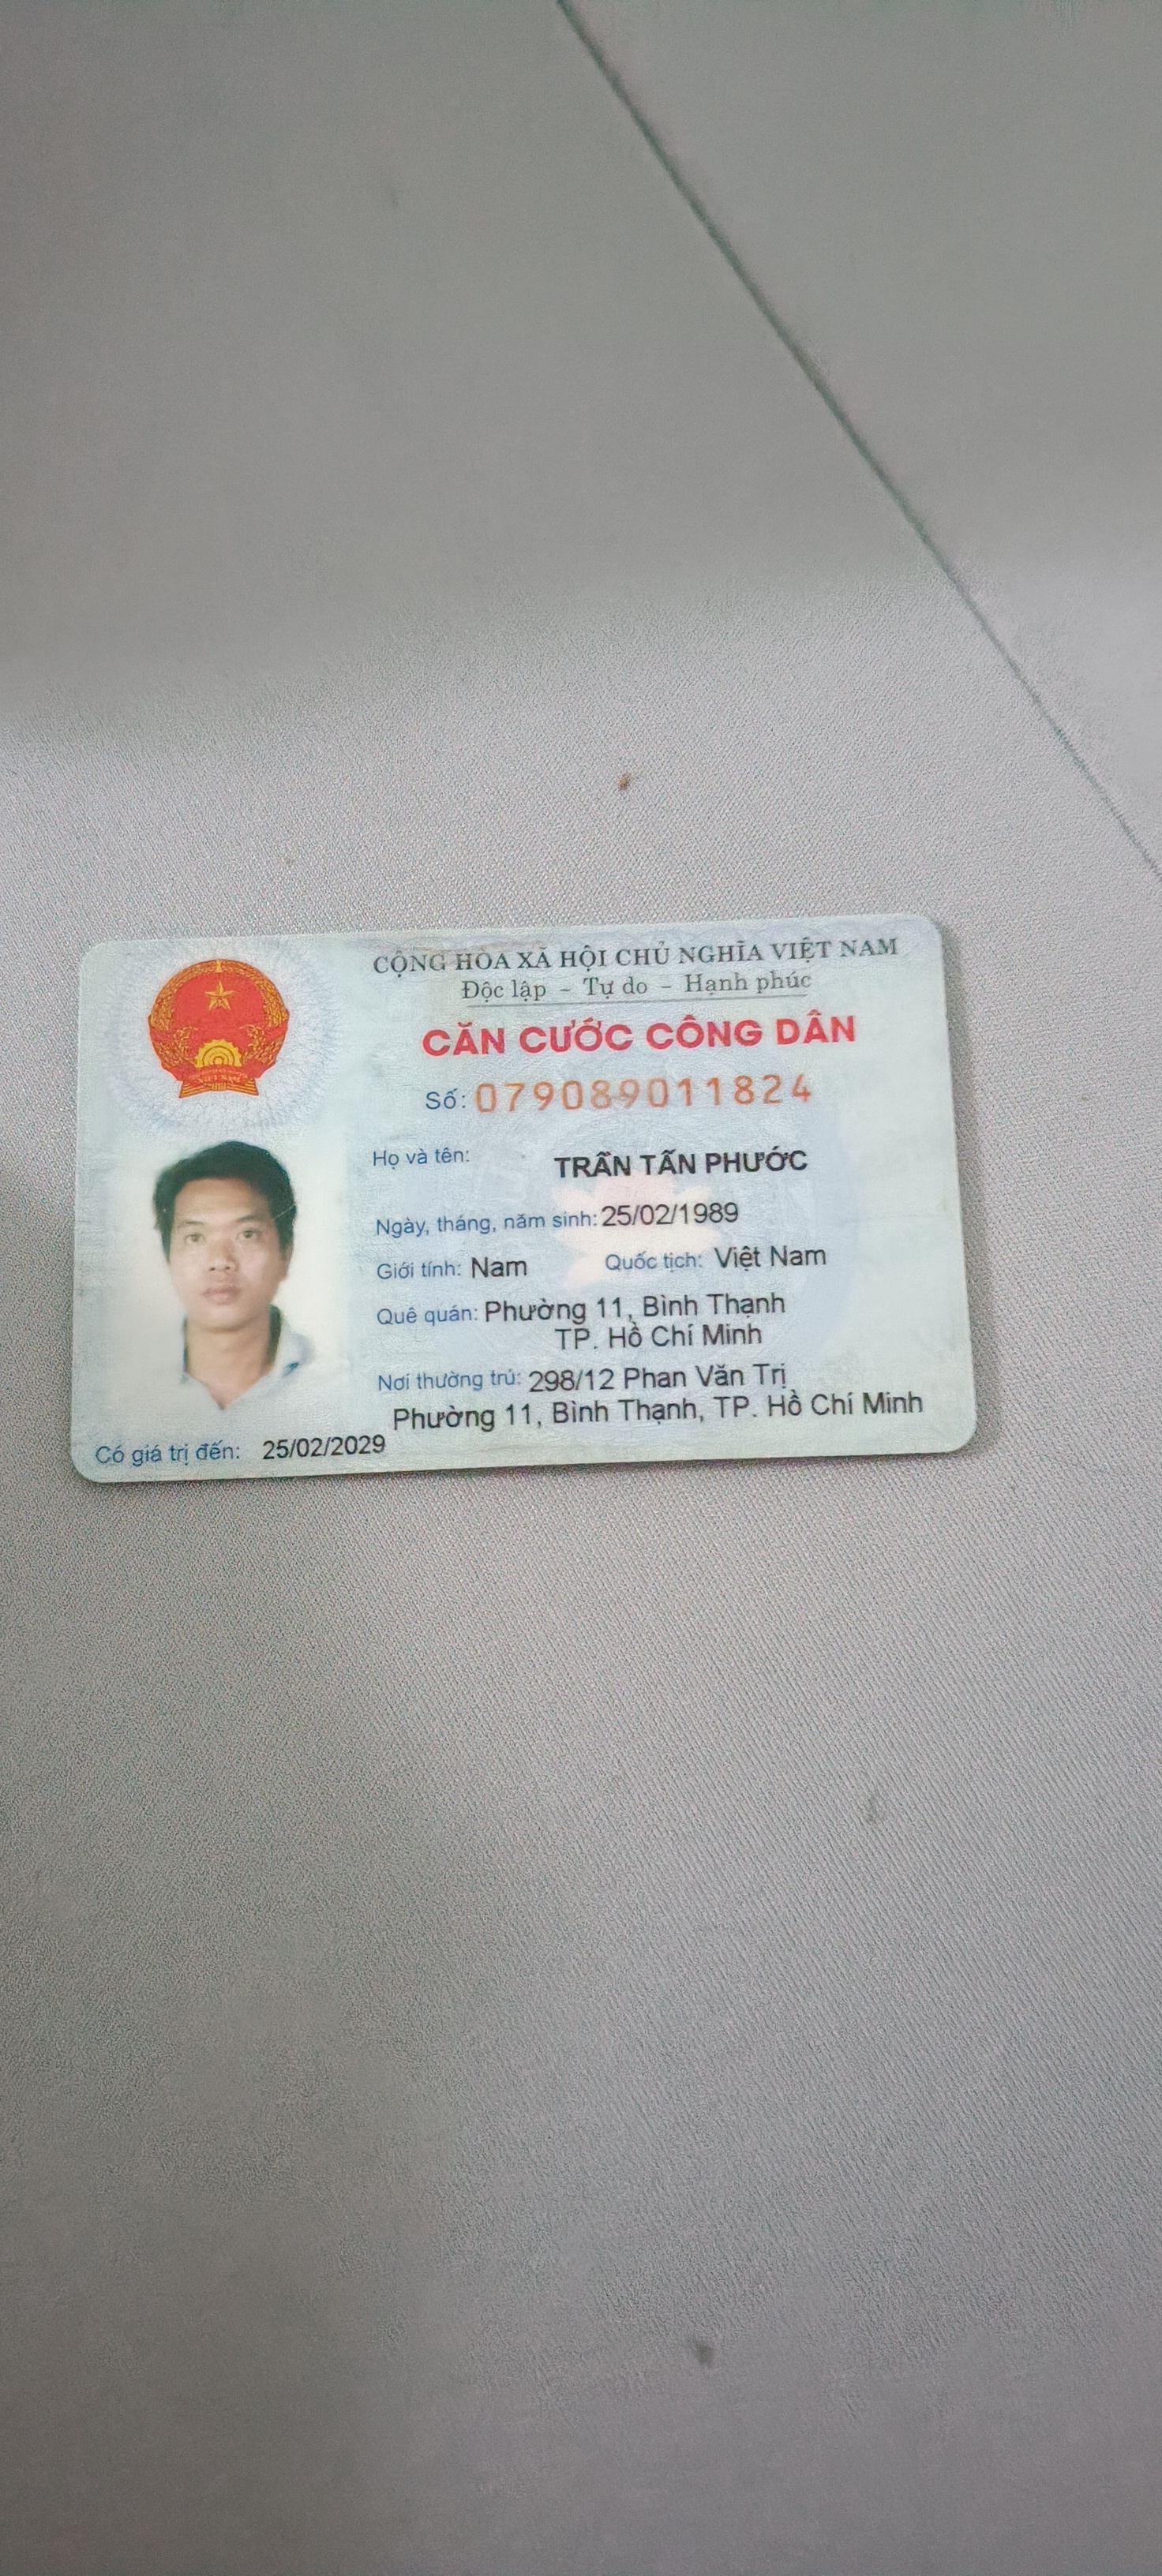 CỘNG HÒA XÃ HỘI CHỦ NGHĨA VIỆT NAM
Độc lập – Tự do – Hạnh phúc
CĂN CƯỚC CÔNG DÂN
Số: 079089011824
Họ và tên: TRẦN TẤN PHƯỚC
Ngày, tháng, năm sinh: 25/02/1989
Giới tính: Nam Quốc tịch: Việt Nam
Quê quán: Phường 11, Bình Thạnh
TP. Hồ Chí Minh
Nơi thường trú: 298/12 Phan Văn Trị
Phường 11, Bình Thạnh, TP. Hồ Chí Minh
Có giá trị đến: 25/02/2029